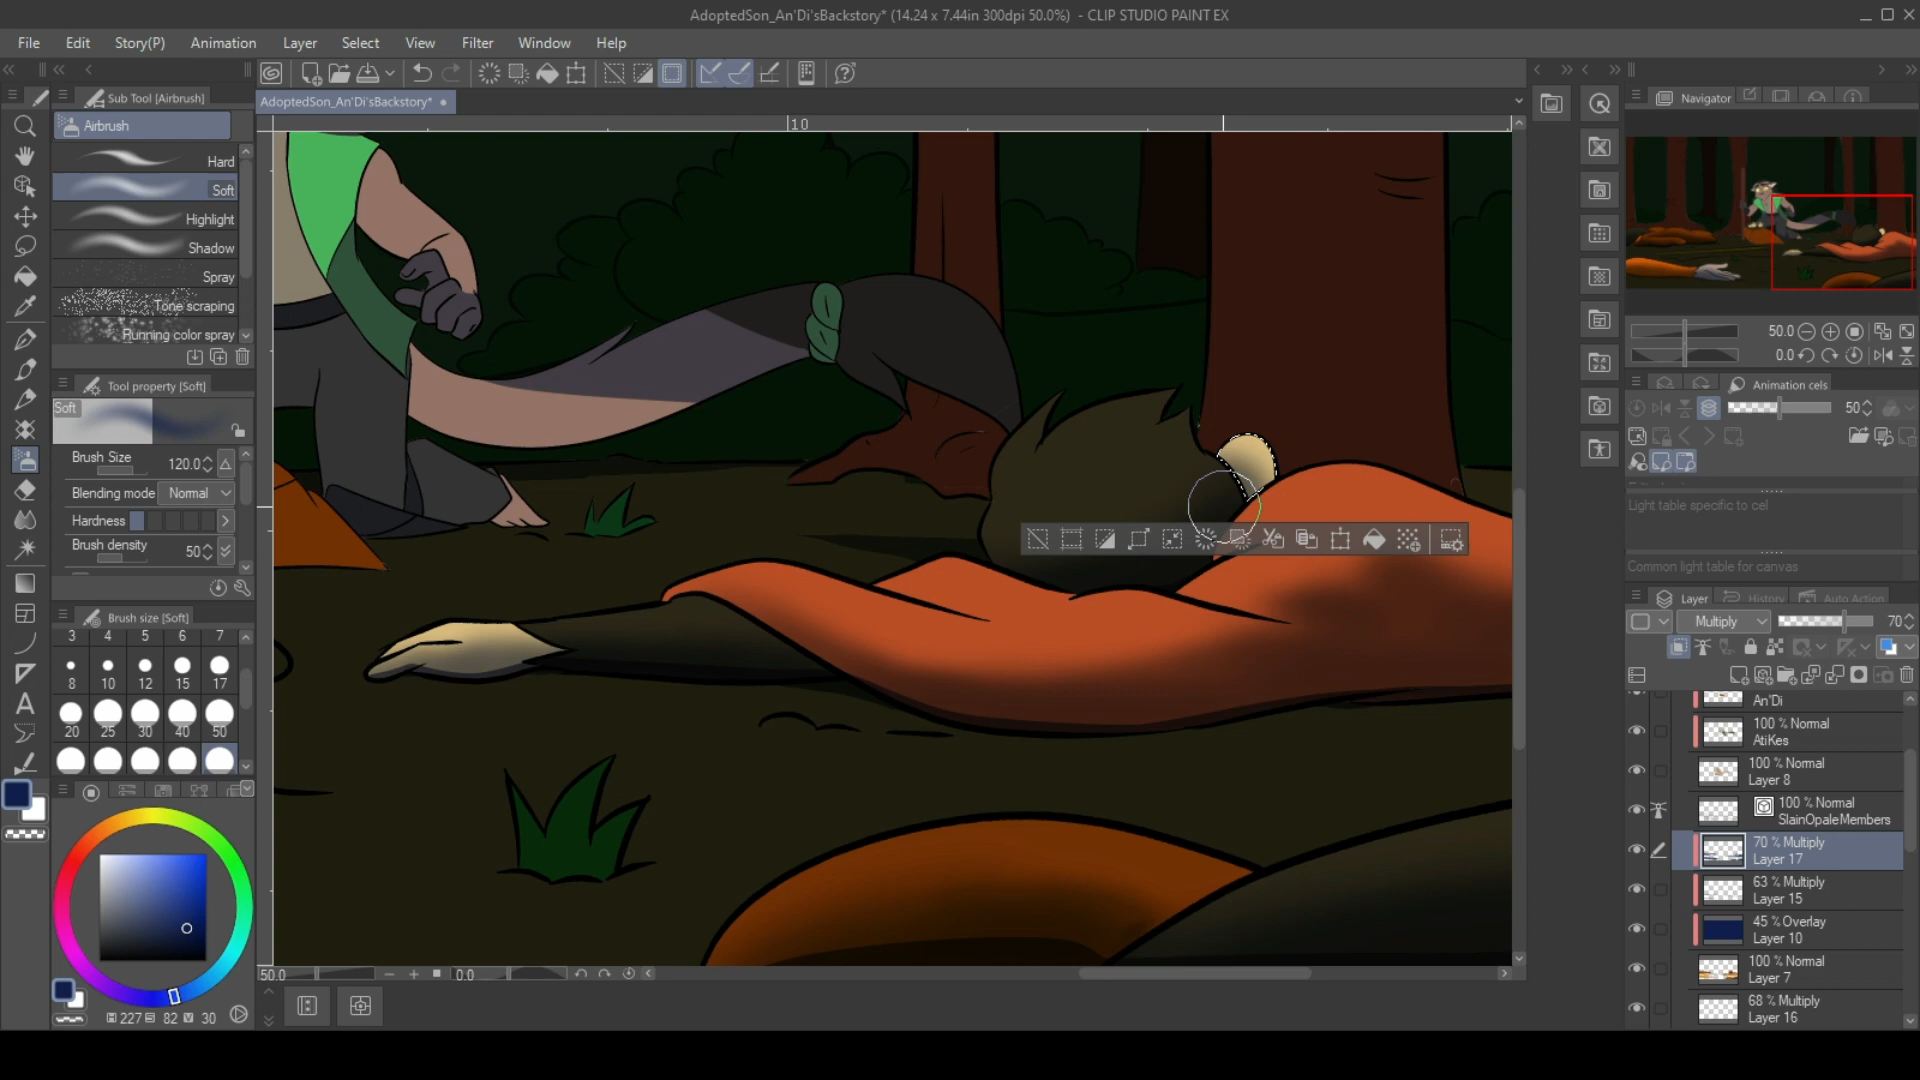 AdoptedSon_An'Di'sBackstory* (14.24 x 7.44in 300dpi 50.0%)  - CLIP STUDIO PAINT EX
File Edit Story(P) Animation Layer Select View Filter Window Help
Sub Tool [Airbrush]
Airbrush
Hard
Soft
Highlight
Shadow
Spray
Tone scraping
Running color spray
Tool property [Soft]
Soft
Brush Size 120.0
Blending mode Normal
Hardness
Brush density 50
Brush size [Soft]
3 4 5 6 7
8 10 12 15 17
20 25 30 40 50
227 82 30
AdoptedSon_An'Di'sBackstory*
10
50.0 0.0
Navigator
50.0
0.0
Animation cels
50
Light table specific to cel
Common light table for canvas
Layer History Auto Action
Multiply 70
An'Di
100 % Normal
AtiKes
100 % Normal
Layer 8
100 % Normal
SlainOpaleMembers
70 % Multiply
Layer 17
63 % Multiply
Layer 15
45 % Overlay
Layer 10
100 % Normal
Layer 7
68 % Multiply
Layer 16